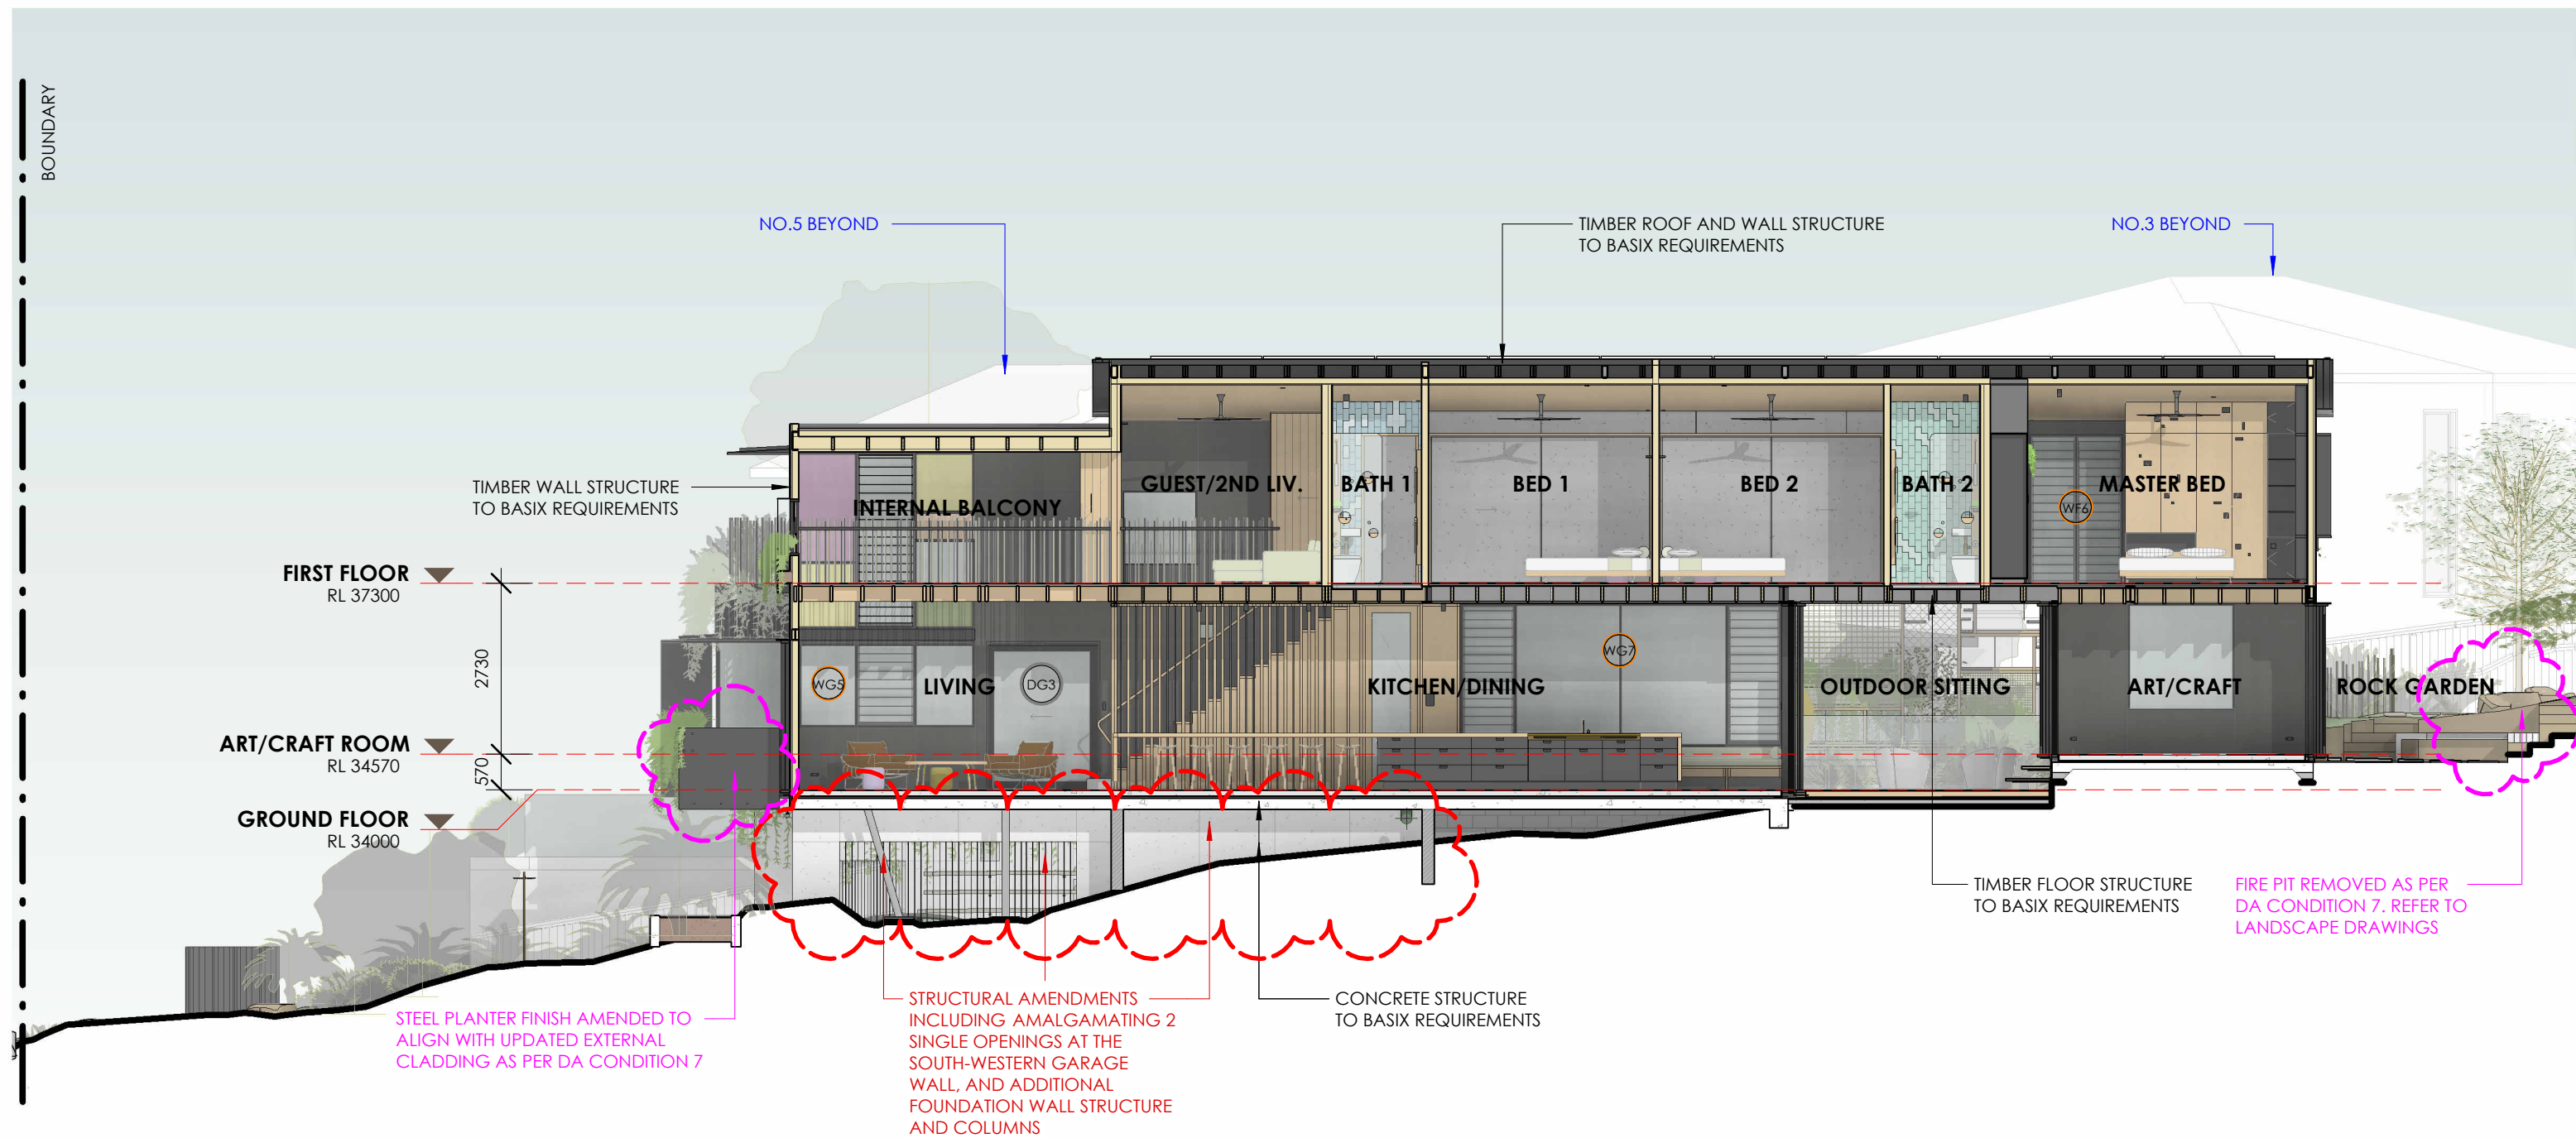 BOUNDARY
NO.5 BEYOND
TIMBER ROOF AND WALL STRUCTURE
TO BASIX REQUIREMENTS
NO.3 BEYOND
TIMBER WALL STRUCTURE
TO BASIX REQUIREMENTS
INTERNAL BALCONY
GUEST/2ND LIV.
BATH 1
BED 1
BED 2
BATH 2
MASTER BED
WF6
FIRST FLOOR
RL 37300
2730
WG5
LIVING
DG3
KITCHEN/DINING
WG7
OUTDOOR SITTING
ART/CRAFT
ROCK GARDEN
ART/CRAFT ROOM
RL 34570
570
GROUND FLOOR
RL 34000
TIMBER FLOOR STRUCTURE
TO BASIX REQUIREMENTS
FIRE PIT REMOVED AS PER
DA CONDITION 7. REFER TO
LANDSCAPE DRAWINGS
STEEL PLANTER FINISH AMENDED TO
ALIGN WITH UPDATED EXTERNAL
CLADDING AS PER DA CONDITION 7
STRUCTURAL AMENDMENTS
INCLUDING AMALGAMATING 2
SINGLE OPENINGS AT THE
SOUTH-WESTERN GARAGE
WALL, AND ADDITIONAL
FOUNDATION WALL STRUCTURE
AND COLUMNS
CONCRETE STRUCTURE
TO BASIX REQUIREMENTS